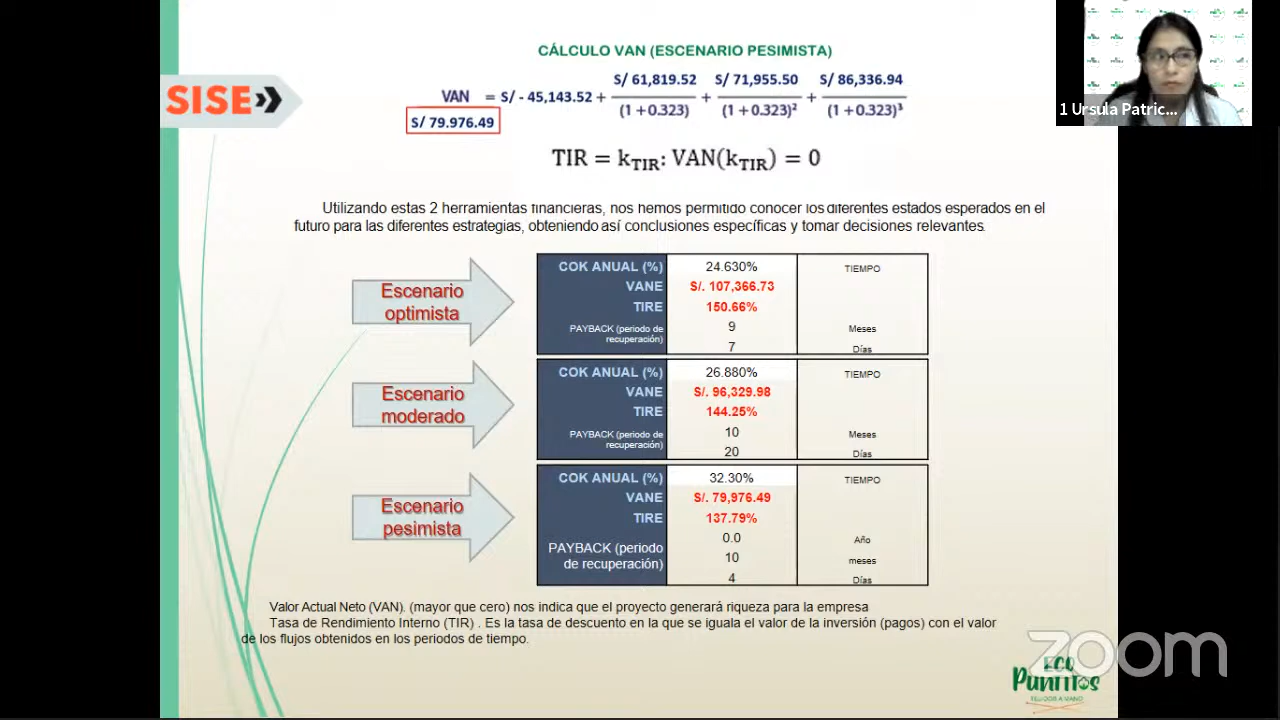 CÁLCULO VAN (ESCENARIO PESIMISTA)
VAN = S/ - 45,143.52 + S/ 61,819.52 / (1 + 0.323) + S/ 71,955.50 / (1 + 0.323)² + S/ 86,336.94 / (1 + 0.323)³
S/ 79.976.49
SISE
1 Ursula Patric...
TIR = kTIR: VAN(kTIR) = 0
Utilizando estas 2 herramientas financieras, nos hemos permitido conocer los diferentes estados esperados en el
futuro para las diferentes estrategias, obteniendo así conclusiones específicas y tomar decisiones relevantes.
Escenario
optimista
COK ANUAL (%) 24.630% TIEMPO
VANE S/. 107,366.73
TIRE 150.66%
PAYBACK (periodo de
recuperación)
9 Meses
7 Días
Escenario
moderado
COK ANUAL (%) 26.880% TIEMPO
VANE S/. 96,329.98
TIRE 144.25%
PAYBACK (periodo de
recuperación)
10 Meses
20 Días
Escenario
pesimista
COK ANUAL (%) 32.30% TIEMPO
VANE S/. 79,976.49
TIRE 137.79%
PAYBACK (periodo
de recuperación)
0.0 Año
10 meses
4 Días
Valor Actual Neto (VAN). (mayor que cero) nos indica que el proyecto generará riqueza para la empresa
Tasa de Rendimiento Interno (TIR) . Es la tasa de descuento en la que se iguala el valor de la inversión (pagos) con el valor
de los flujos obtenidos en los periodos de tiempo.
zoom
ECO
Puntitos
TEJIDOS A MANO